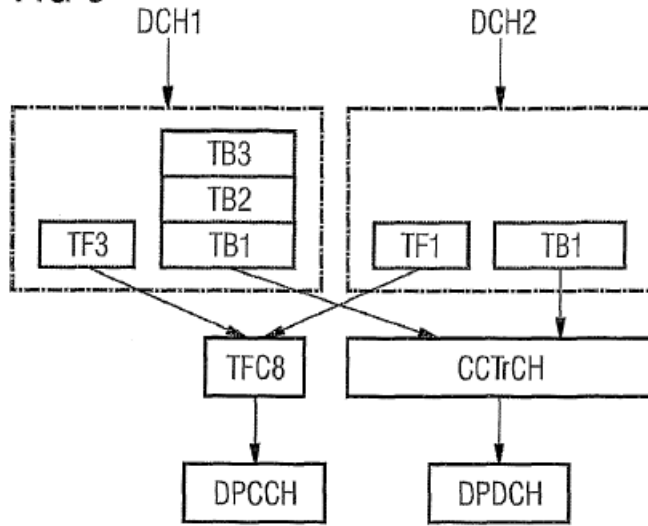 DCH1 DCH2
TB3
TB2
TF3 TB1 TF1 TB1
TFC8 CCTrCH
DPCCH DPDCH